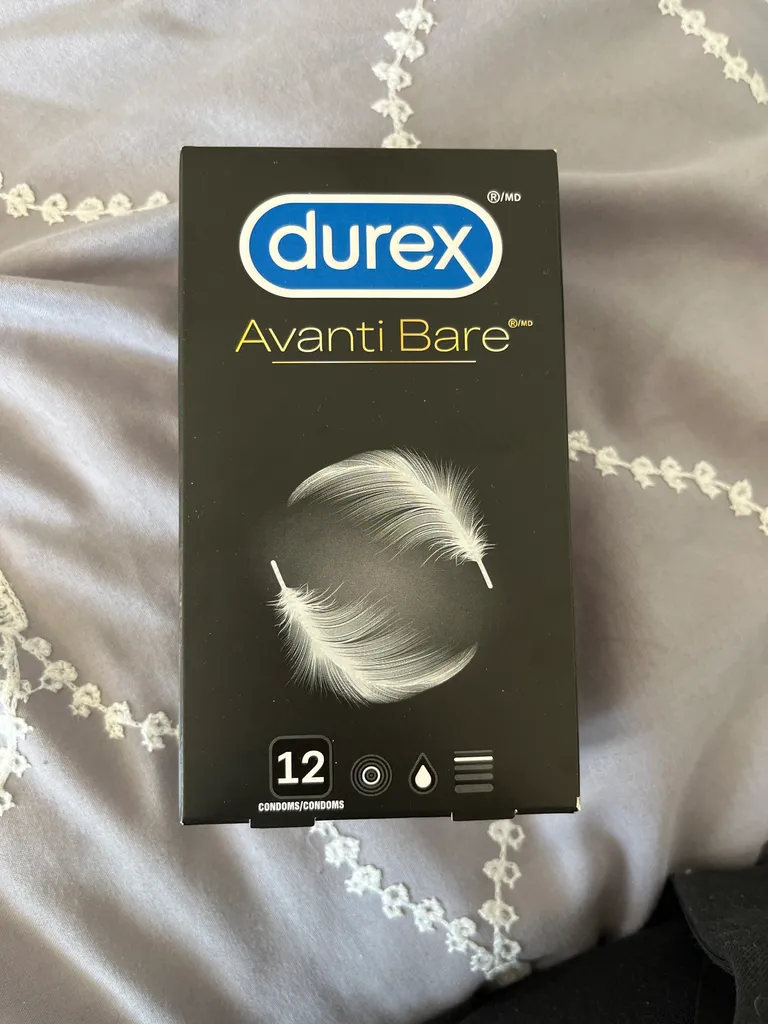 durex ®/MD
Avanti Bare ®/MD
12
CONDOMS/CONDOMS